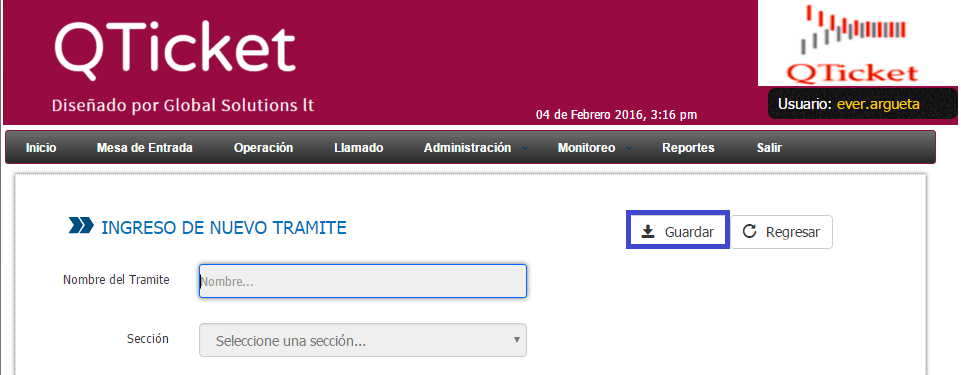 QTicket
Diseñado por Global Solutions lt
QTicket
Usuario: ever.argueta
04 de Febrero 2016, 3:16 pm
Inicio Mesa de Entrada Operación Llamado Administración Monitoreo Reportes Salir
INGRESO DE NUEVO TRAMITE
Guardar Regresar
Nombre del Tramite Nombre...
Sección Seleccione una sección...